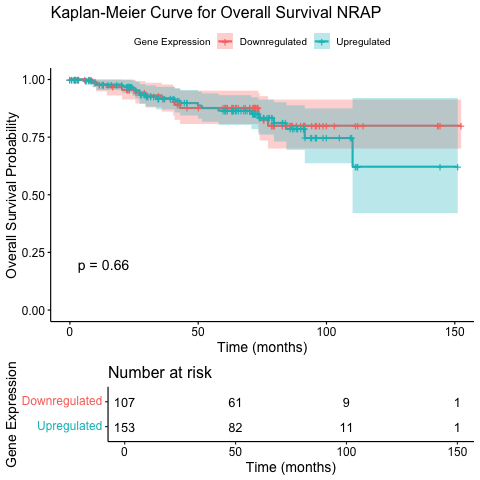 Kaplan-Meier Curve for Overall Survival NRAP
Gene Expression Downregulated Upregulated
Overall Survival Probability
1.00
0.75
0.50
0.25
0.00
p = 0.66
0 50 100 150
Time (months)
Number at risk
Gene Expression
Downregulated 107 61 9 1
Upregulated 153 82 11 1
0 50 100 150
Time (months)